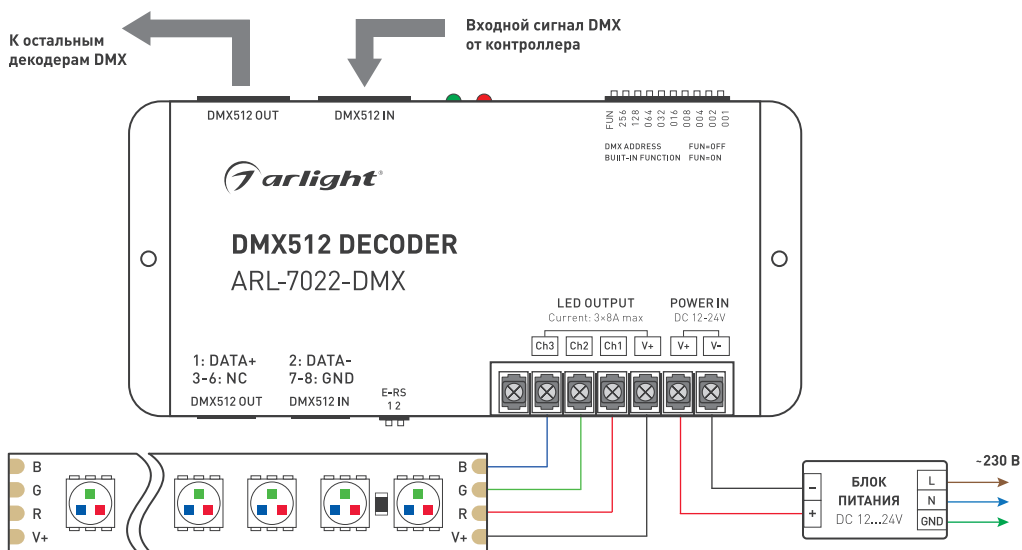 К остальным
декодерам DMX
Входной сигнал DMX
от контроллера
DMX512 OUT
DMX512 IN
FUN
256
128
064
032
016
008
004
002
001
DMX ADDRESS FUN=OFF
BUILT-IN FUNCTION FUN=ON
arlight®
DMX512 DECODER
ARL-7022-DMX
LED OUTPUT
Current: 3×8A max
POWER IN
DC 12-24V
Ch3 Ch2 Ch1 V+ V+ V-
1: DATA+ 2: DATA-
3-6: NC 7-8: GND
DMX512 OUT DMX512 IN
E-RS
1 2
B
G
R
V+
B
G
R
V+
БЛОК
ПИТАНИЯ
DC 12...24V
–
+
L
N
GND
~230 В